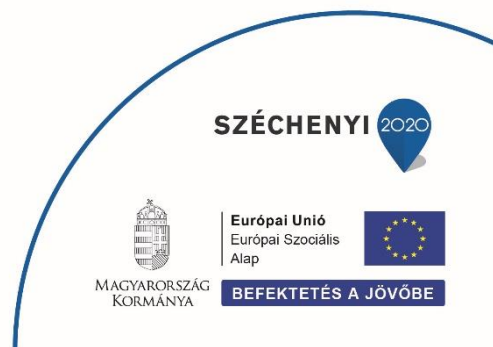 SZÉCHENYI 2020
Európai Unió
Európai Szociális
Alap
MAGYARORSZÁG
KORMÁNYA
BEFEKTETÉS A JÖVŐBE